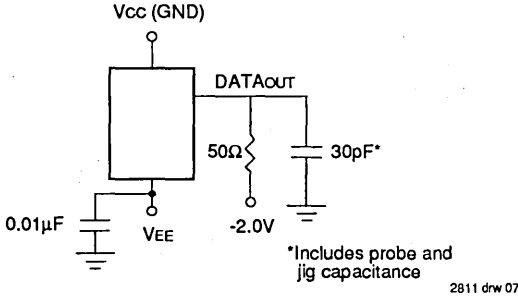 Vcc (GND)
DATAOUT
50Ω
30pF*
0.01µF
VEE
-2.0V
*Includes probe and
jig capacitance
2811 drw 07